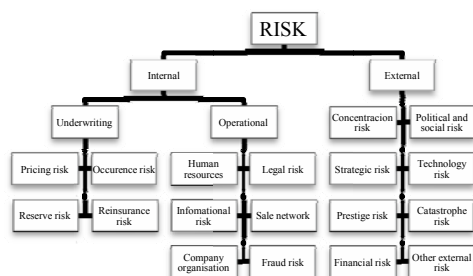 RISK
Internal
External
Underwriting
Operational
Concentracion
risk
Political and
social risk
Pricing risk
Occurence risk
Human
resources
Legal risk
Strategic risk
Technology
risk
Reserve risk
Reinsurance
risk
Infomational
risk
Sale network
Prestige risk
Catastrophe
risk
Company
organisation
Fraud risk
Financial risk
Other external
risk